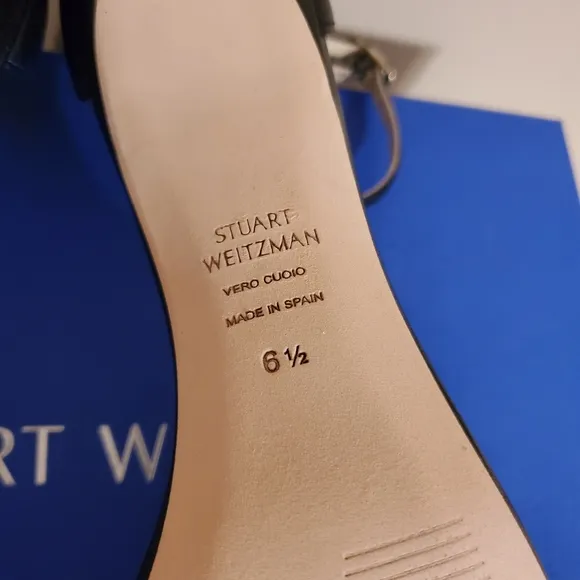 STUART
WEITZMAN
VERO CUOIO
MADE IN SPAIN
6 ½
RT W